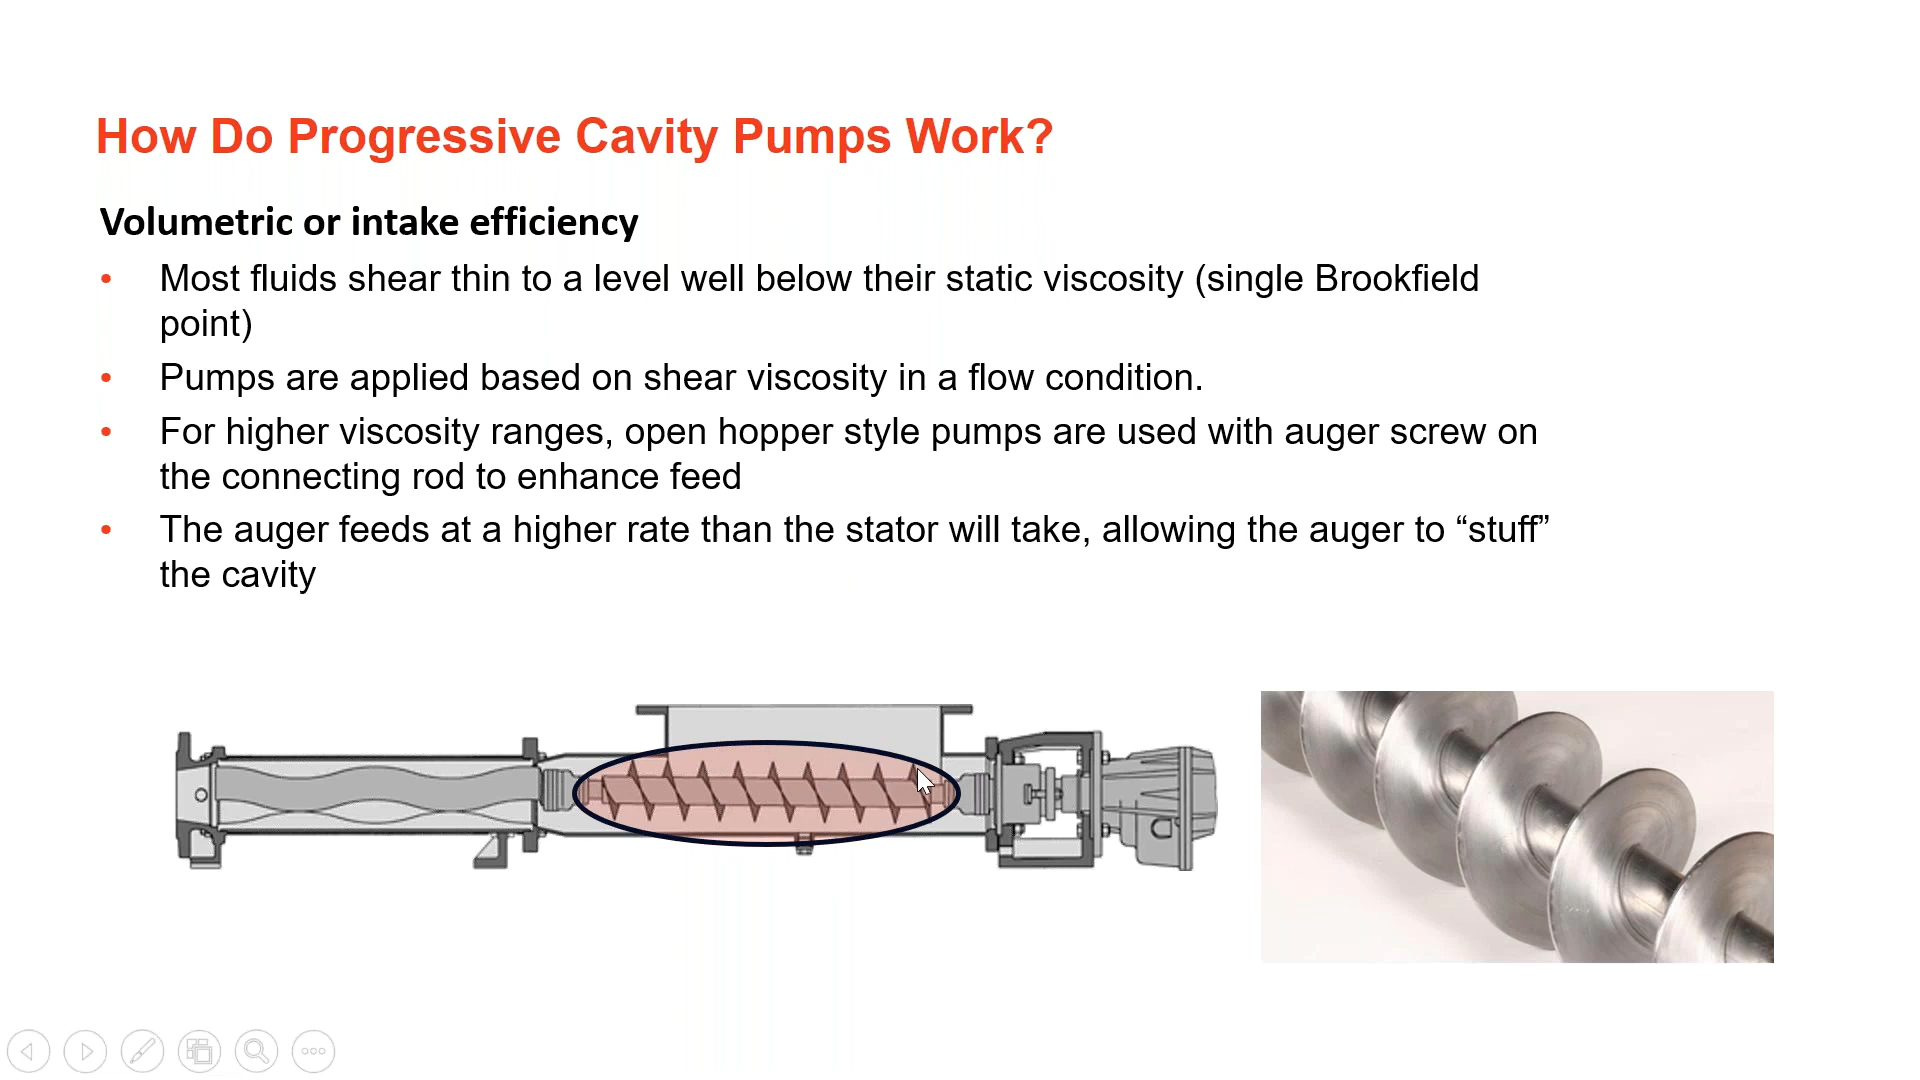 How Do Progressive Cavity Pumps Work?
Volumetric or intake efficiency
• Most fluids shear thin to a level well below their static viscosity (single Brookfield
point)
• Pumps are applied based on shear viscosity in a flow condition.
• For higher viscosity ranges, open hopper style pumps are used with auger screw on
the connecting rod to enhance feed
• The auger feeds at a higher rate than the stator will take, allowing the auger to “stuff”
the cavity